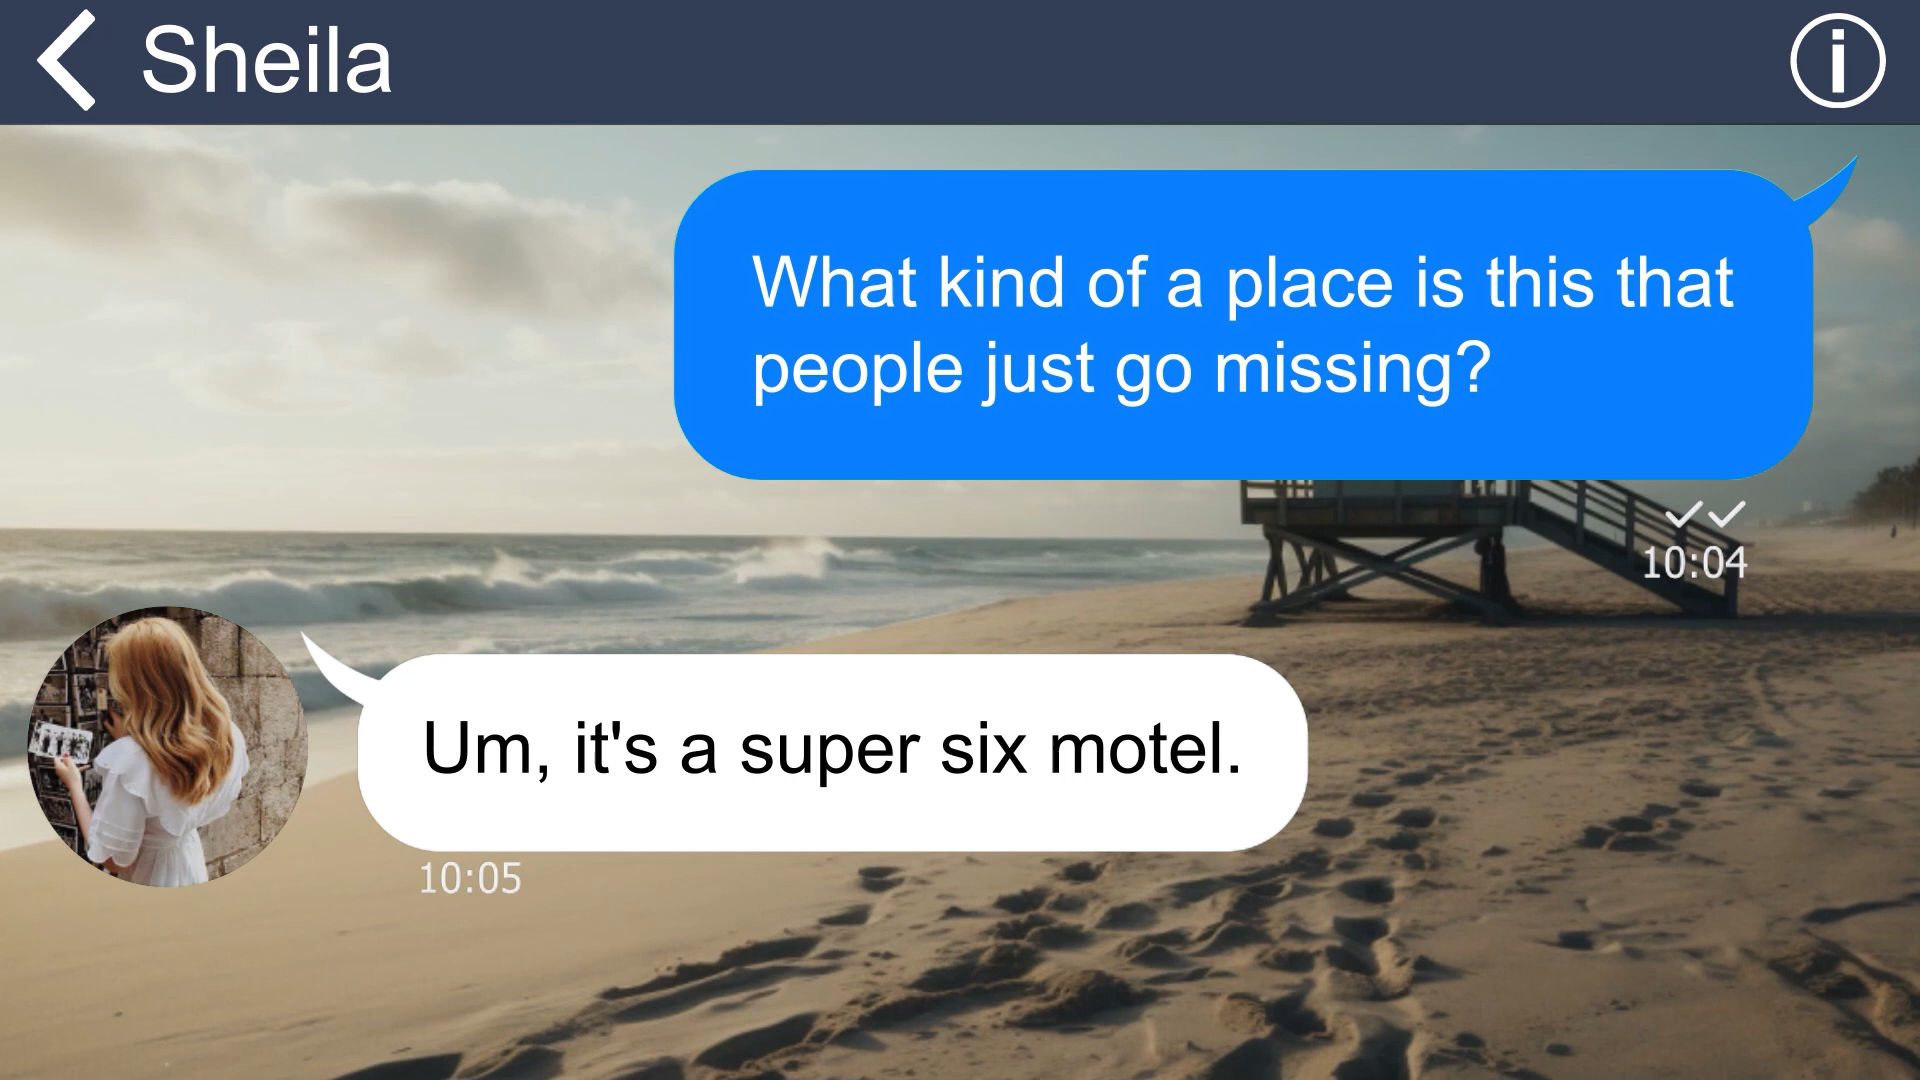 Sheila
What kind of a place is this that
people just go missing?
10:04
Um, it's a super six motel.
10:05